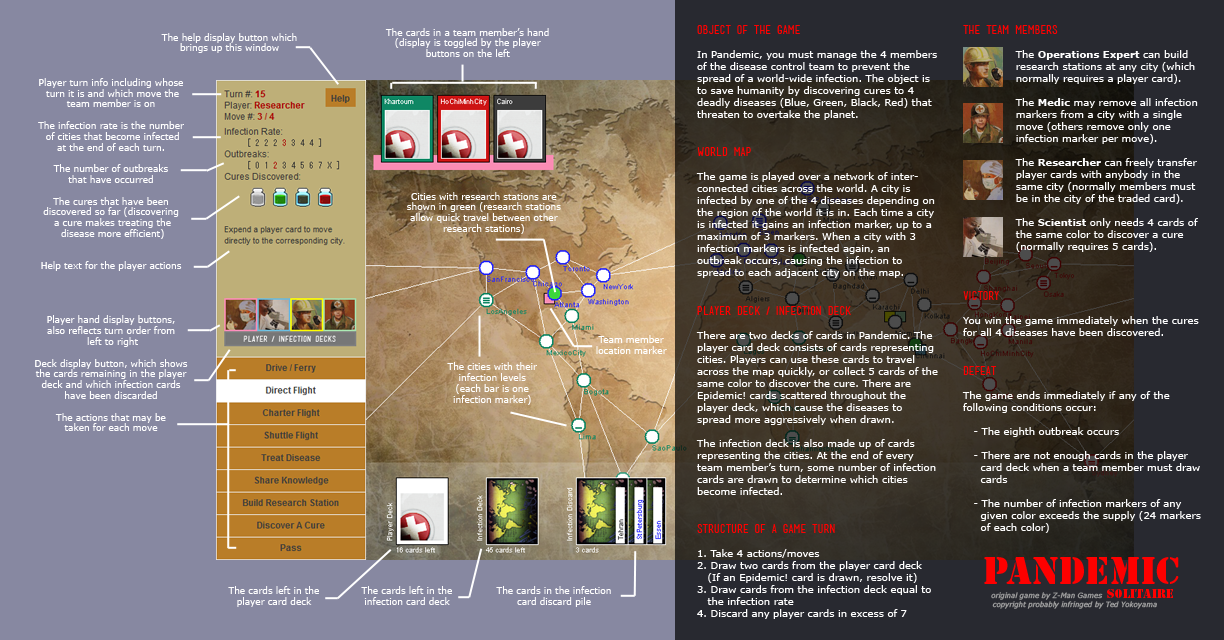 The help display button which
brings up this window
The cards in a team member's hand
(display is toggled by the player
buttons on the left
Player turn info including whose
turn it is and which move the
team member is on
The infection rate is the number
of cities that become infected
at the end of each turn.
The number of outbreaks
that have occurred
The cures that have been
discovered so far (discovering
a cure makes treating the
disease more efficient)
Help text for the player actions
Player hand display buttons,
also reflects turn order from
left to right
Deck display button, which shows
the cards remaining in the player
deck and which infection cards
have been discarded
The actions that may be
taken for each move
Turn #: 15
Player: Researcher
Move #: 3 / 4
Help
Infection Rate:
[ 2 2 2 3 3 4 4 ]
Outbreaks:
[ 0 1 2 3 4 5 6 7 X ]
Cures Discovered:
Expend a player card to move
directly to the corresponding city.
PLAYER / INFECTION DECKS
Drive / Ferry
Direct Flight
Charter Flight
Shuttle Flight
Treat Disease
Share Knowledge
Build Research Station
Discover A Cure
Pass
Khartoum
HoChiMinhCity
Cairo
Cities with research stations are
shown in green (research stations
allow quick travel between other
research stations)
SanFrancisco
Chicago
Toronto
NewYork
Atlanta
Washington
LosAngeles
Miami
MexicoCity
Bogota
Lima
SaoPaulo
Team member
location marker
The cities with their
infection levels
(each bar is one
infection marker)
Player Deck
16 cards left
Infection Deck
45 cards left
Infection Discard
Tehran
StPetersburg
Essen
3 cards
The cards left in the
player card deck
The cards left in the
infection card deck
The cards in the infection
card discard pile
OBJECT OF THE GAME
In Pandemic, you must manage the 4 members
of the disease control team to prevent the
spread of a world-wide infection. The object is
to save humanity by discovering cures to 4
deadly diseases (Blue, Green, Black, Red) that
threaten to overtake the planet.
WORLD MAP
The game is played over a network of inter-
connected cities across the world. A city is
infected by one of the 4 diseases depending on
the region of the world it is in. Each time a city
is infected it gains an infection marker, up to a
maximum of 3 markers. When a city with 3
infection markers is infected again, an
outbreak occurs, causing the infection to
spread to each adjacent city on the map.
Algiers
Baghdad
Karachi
Delhi
Kolkata
Chennai
Shanghai
Tokyo
Osaka
HoChiMinhCity
Manila
PLAYER DECK / INFECTION DECK
There are two decks of cards in Pandemic. The
player card deck consists of cards representing
cities. Players can use these cards to travel
across the map quickly, or collect 5 cards of the
same color to discover the cure. There are
Epidemic! cards scattered throughout the
player deck, which cause the diseases to
spread more aggressively when drawn.
The infection deck is also made up of cards
representing the cities. At the end of every
team member's turn, some number of infection
cards are drawn to determine which cities
become infected.
STRUCTURE OF A GAME TURN
1. Take 4 actions/moves
2. Draw two cards from the player card deck
(If an Epidemic! card is drawn, resolve it)
3. Draw cards from the infection deck equal to
the infection rate
4. Discard any player cards in excess of 7
THE TEAM MEMBERS
The Operations Expert can build
research stations at any city (which
normally requires a player card).
The Medic may remove all infection
markers from a city with a single
move (others remove only one
infection marker per move).
The Researcher can freely transfer
player cards with anybody in the
same city (normally members must
be in the city of the traded card).
The Scientist only needs 4 cards of
the same color to discover a cure
(normally requires 5 cards).
VICTORY
You win the game immediately when the cures
for all 4 diseases have been discovered.
DEFEAT
The game ends immediately if any of the
following conditions occur:
- The eighth outbreak occurs
- There are not enough cards in the player
card deck when a team member must draw
cards
- The number of infection markers of any
given color exceeds the supply (24 markers
of each color)
PANDEMIC
SOLITAIRE
original game by Z-Man Games
copyright probably infringed by Ted Yokoyama